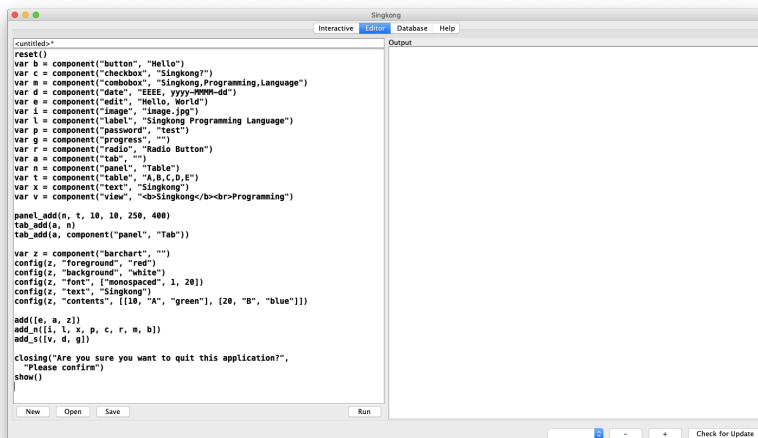 Singkong
Interactive Editor Database Help
<untitled>*
Output
reset()
var b = component("button", "Hello")
var c = component("checkbox", "Singkong?")
var m = component("combobox", "Singkong,Programming,Language")
var d = component("date", "EEEE, yyyy-MMMM-dd")
var e = component("edit", "Hello, World")
var i = component("image", "image.jpg")
var l = component("label", "Singkong Programming Language")
var p = component("password", "test")
var g = component("progress", "")
var r = component("radio", "Radio Button")
var a = component("tab", "")
var n = component("panel", "Table")
var t = component("table", "A,B,C,D,E")
var x = component("text", "Singkong")
var v = component("view", "<b>Singkong</b><br>Programming")
panel_add(n, t, 10, 10, 250, 400)
tab_add(a, n)
tab_add(a, component("panel", "Tab"))
var z = component("barchart", "")
config(z, "foreground", "red")
config(z, "background", "white")
config(z, "font", ["monospaced", 1, 20])
config(z, "text", "Singkong")
config(z, "contents", [[10, "A", "green"], [20, "B", "blue"]])
add([e, a, z])
add_n([i, l, x, p, c, r, m, b])
add_s([v, d, g])
closing("Are you sure you want to quit this application?",
  "Please confirm")
show()
New Open Save Run
- + Check for Update